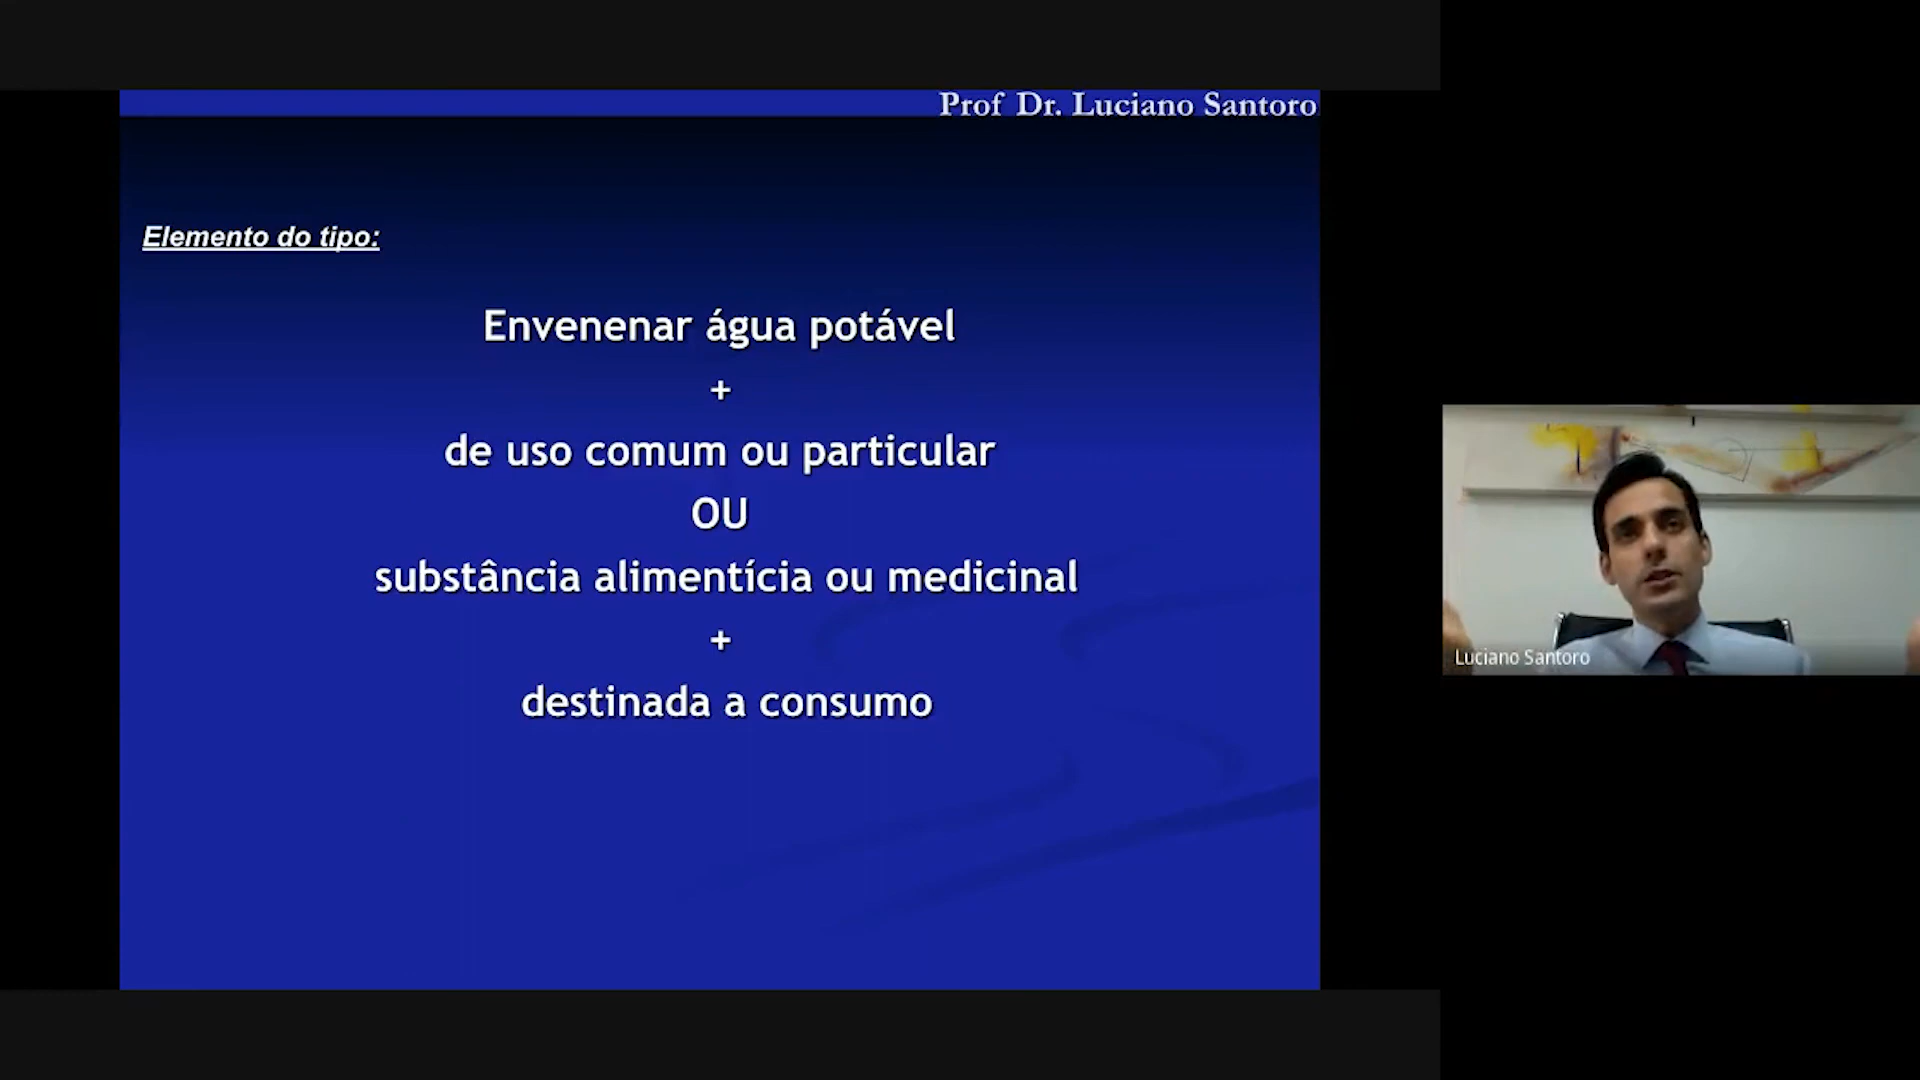 Prof Dr. Luciano Santoro
Elemento do tipo:
Envenenar água potável
+
de uso comum ou particular
OU
substância alimentícia ou medicinal
+
destinada a consumo
Luciano Santoro